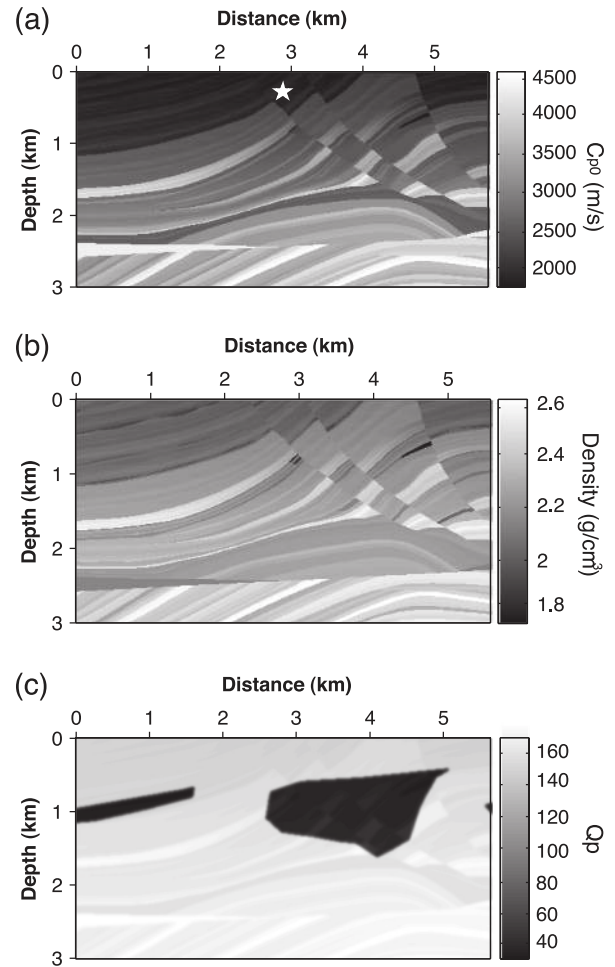 (a)
Distance (km)
0 1 2 3 4 5
Depth (km)
0
1
2
3
4500
4000
3500
3000
2500
2000
Cp0 (m/s)
(b)
Distance (km)
0 1 2 3 4 5
Depth (km)
0
1
2
3
2.6
2.4
2.2
2
1.8
Density (g/cm³)
(c)
Distance (km)
0 1 2 3 4 5
Depth (km)
0
1
2
3
160
140
120
100
80
60
40
Qp